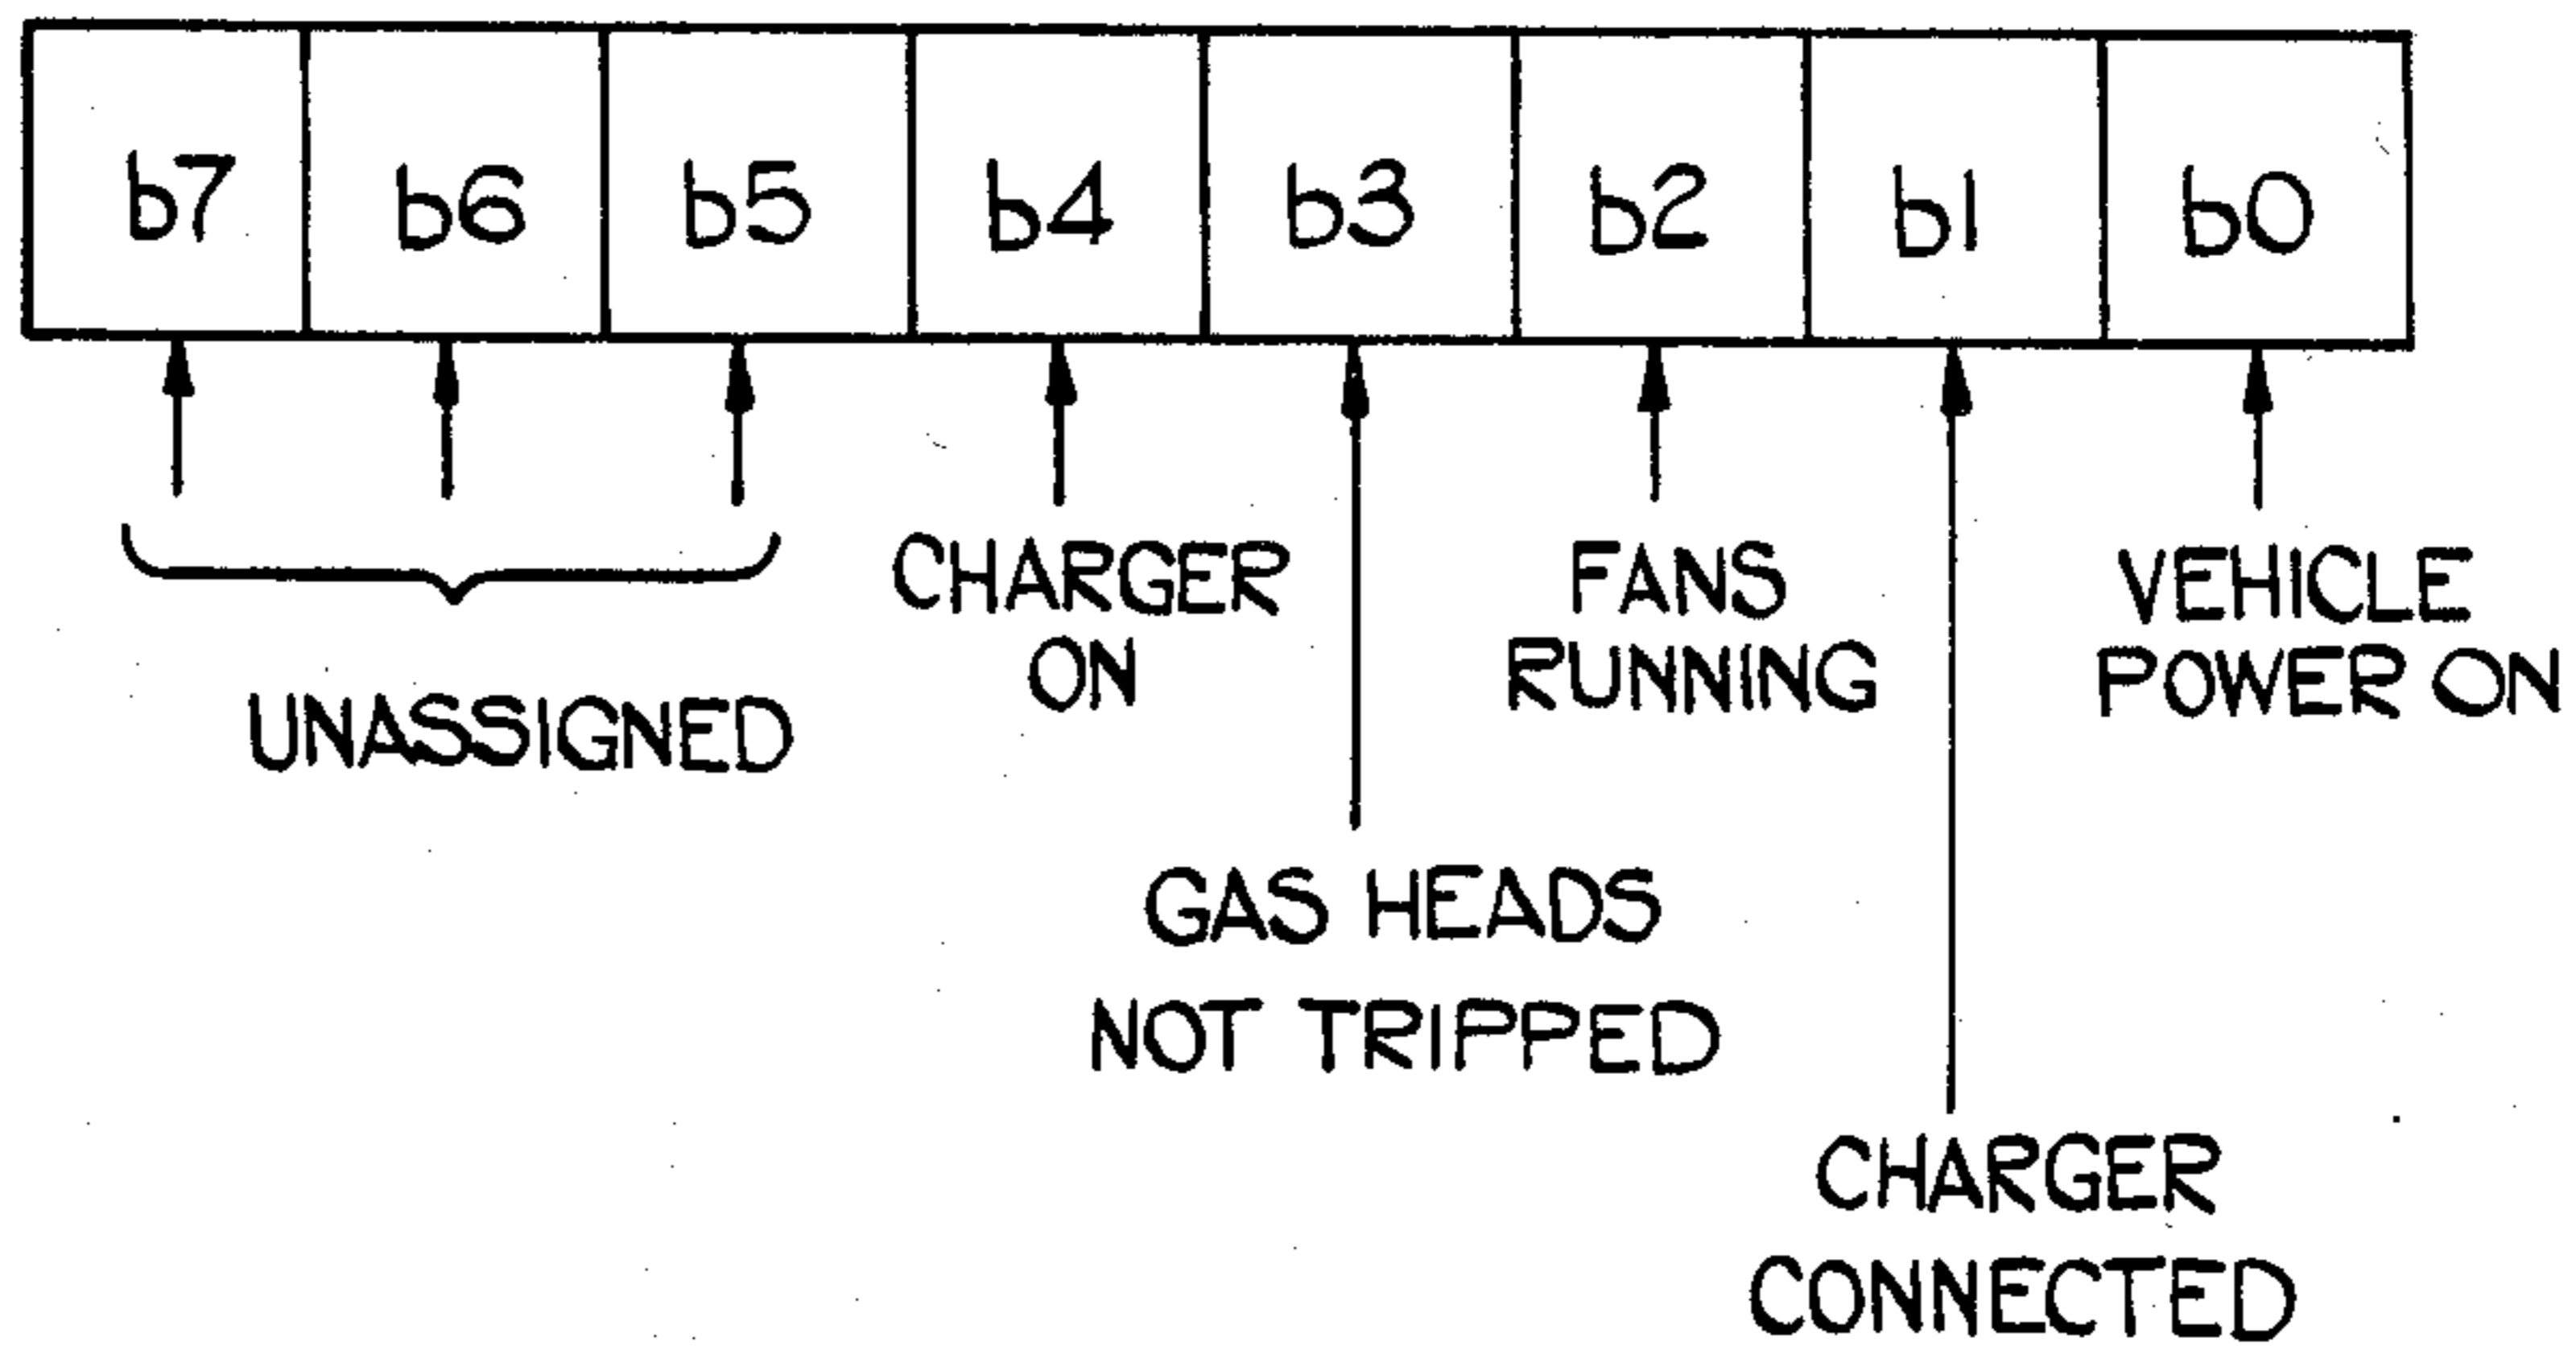 b7 b6 b5 b4 b3 b2 b1 b0
CHARGER
ON
FANS
RUNNING
VEHICLE
POWER ON
UNASSIGNED
GAS HEADS
NOT TRIPPED
CHARGER
CONNECTED